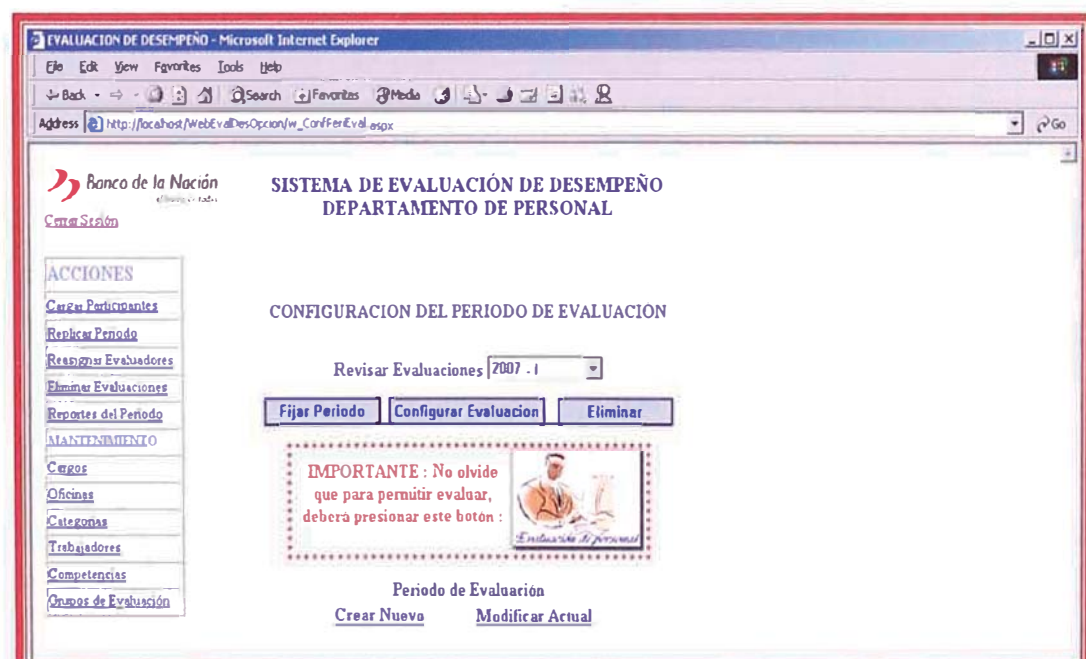 EVALUACION DE DESEMPEÑO - Microsoft Internet Explorer
File Edit View Favorites Tools Help
Back Search Favorites Media
Address http://localhost/WebEvalDesOpcion/w_ConfPerEval.aspx Go
Banco de la Nación
Cerrar Sesión
SISTEMA DE EVALUACIÓN DE DESEMPEÑO
DEPARTAMENTO DE PERSONAL
ACCIONES
Cargar Participantes
Replicar Periodo
Reasignar Evaluadores
Eliminar Evaluaciones
Reportes del Periodo
MANTENIMIENTO
Cargos
Oficinas
Categorias
Trabajadores
Competencias
Grupos de Evaluación
CONFIGURACION DEL PERIODO DE EVALUACIÓN
Revisar Evaluaciones 2007 - I
Fijar Periodo Configurar Evaluacion Eliminar
IMPORTANTE : No olvide
que para permitir evaluar,
deberá presionar este botón :
Evaluación de personal
Periodo de Evaluación
Crear Nuevo Modificar Actual